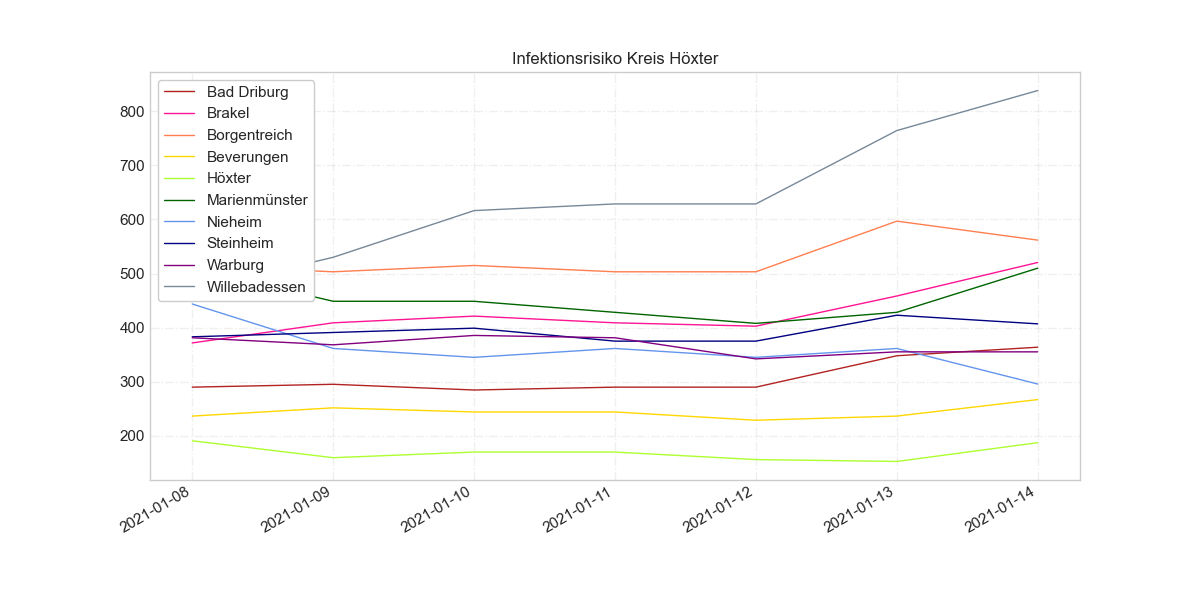 Infektionsrisiko Kreis Höxter
Bad Driburg
Brakel
Borgentreich
Beverungen
Höxter
Marienmünster
Nieheim
Steinheim
Warburg
Willebadessen
800
700
600
500
400
300
200
2021-01-08
2021-01-09
2021-01-10
2021-01-11
2021-01-12
2021-01-13
2021-01-14